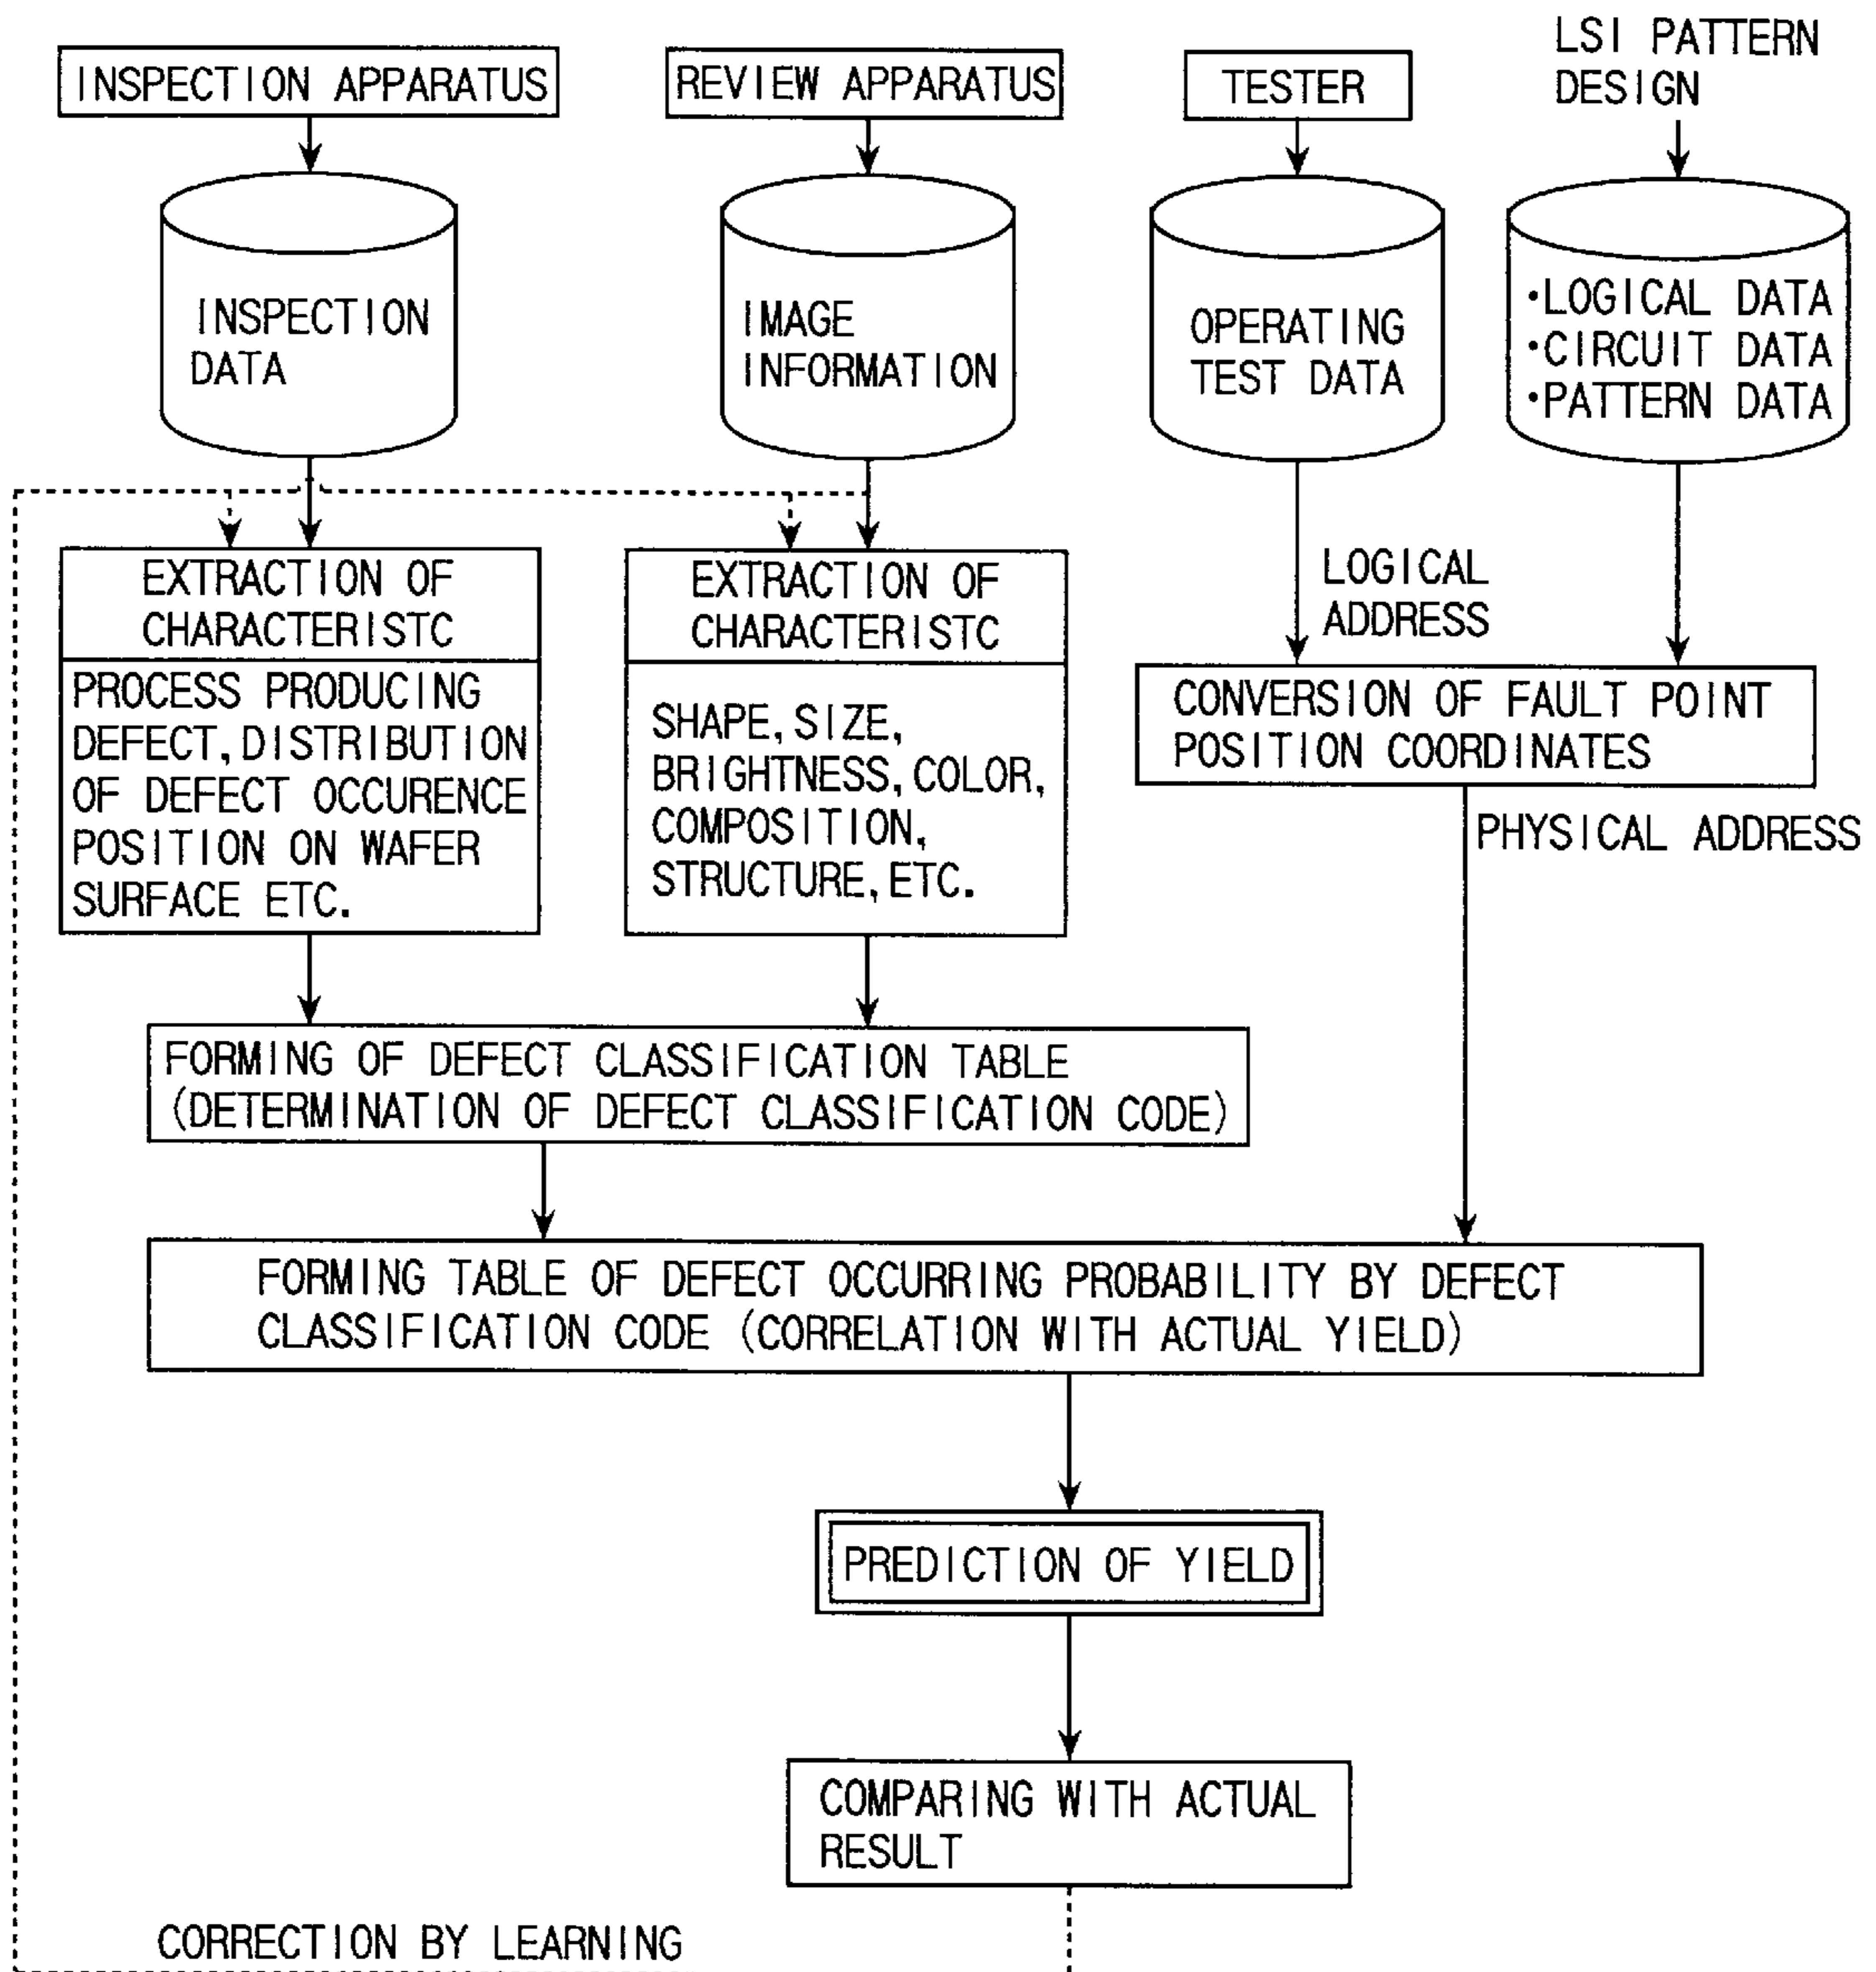 INSPECTION APPARATUS
REVIEW APPARATUS
TESTER
LSI PATTERN
DESIGN
INSPECTION
DATA
IMAGE
INFORMATION
OPERATING
TEST DATA
・LOGICAL DATA
・CIRCUIT DATA
・PATTERN DATA
EXTRACTION OF
CHARACTERISTC
PROCESS PRODUCING
DEFECT, DISTRIBUTION
OF DEFECT OCCURENCE
POSITION ON WAFER
SURFACE ETC.
EXTRACTION OF
CHARACTERISTC
SHAPE, SIZE,
BRIGHTNESS, COLOR,
COMPOSITION,
STRUCTURE, ETC.
LOGICAL
ADDRESS
CONVERSION OF FAULT POINT
POSITION COORDINATES
PHYSICAL ADDRESS
FORMING OF DEFECT CLASSIFICATION TABLE
(DETERMINATION OF DEFECT CLASSIFICATION CODE)
FORMING TABLE OF DEFECT OCCURRING PROBABILITY BY DEFECT
CLASSIFICATION CODE (CORRELATION WITH ACTUAL YIELD)
PREDICTION OF YIELD
COMPARING WITH ACTUAL
RESULT
CORRECTION BY LEARNING